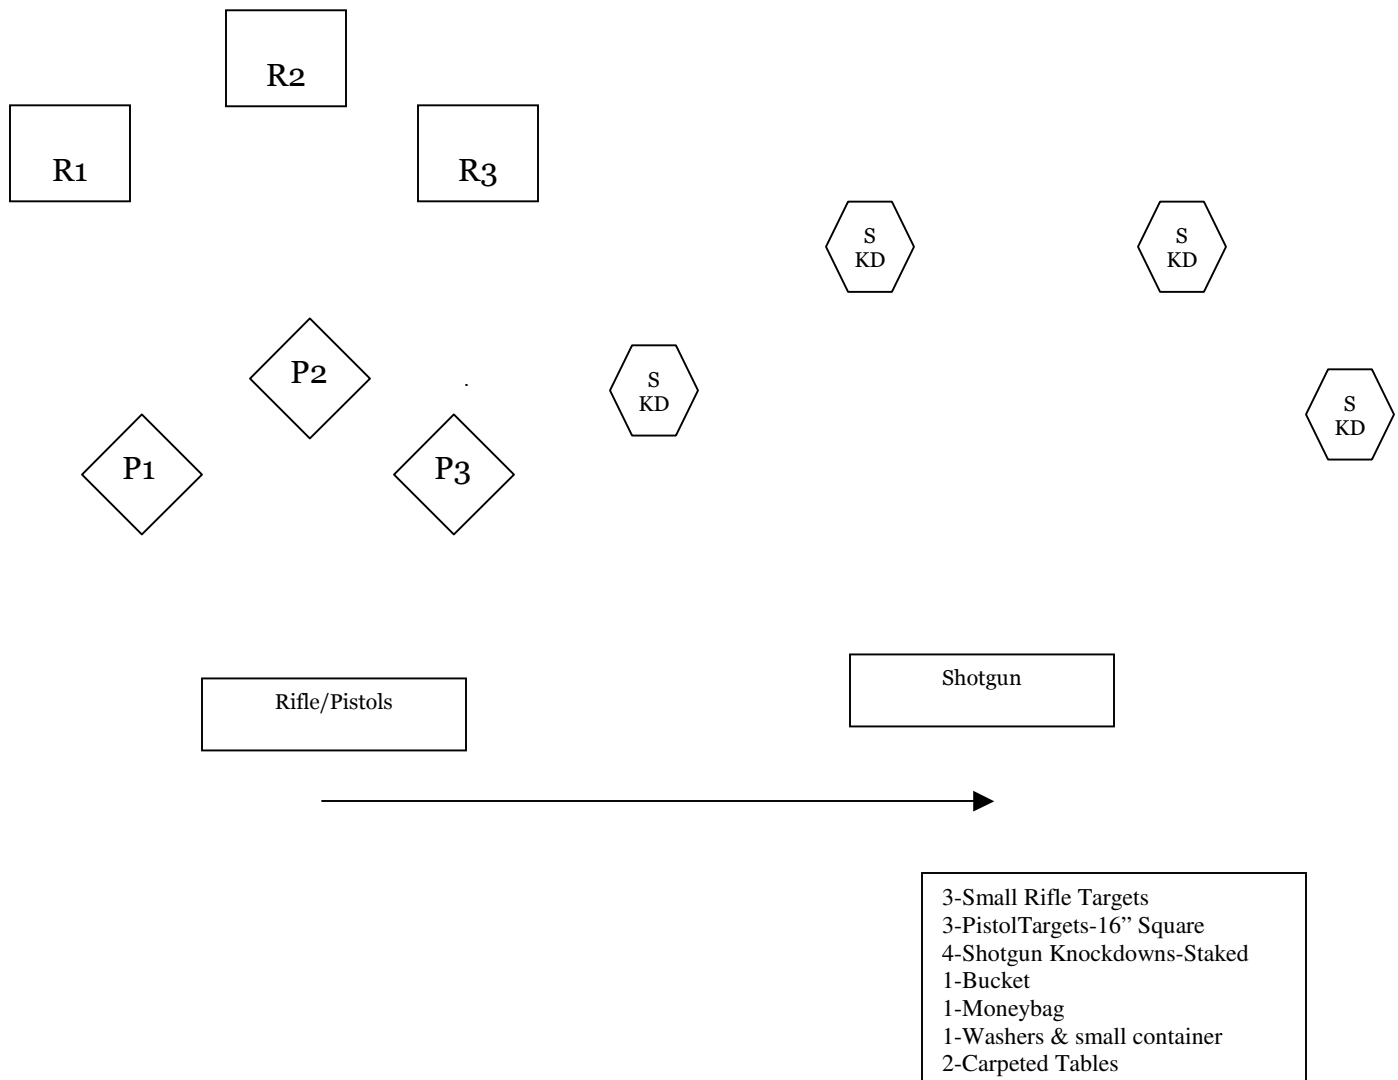 R2
R1
R3
S
KD
S
KD
P2
S
KD
S
KD
P1
P3
Rifle/Pistols
Shotgun
3-Small Rifle Targets
3-PistolTargets-16” Square
4-Shotgun Knockdowns-Staked
1-Bucket
1-Moneybag
1-Washers & small container
2-Carpeted Tables